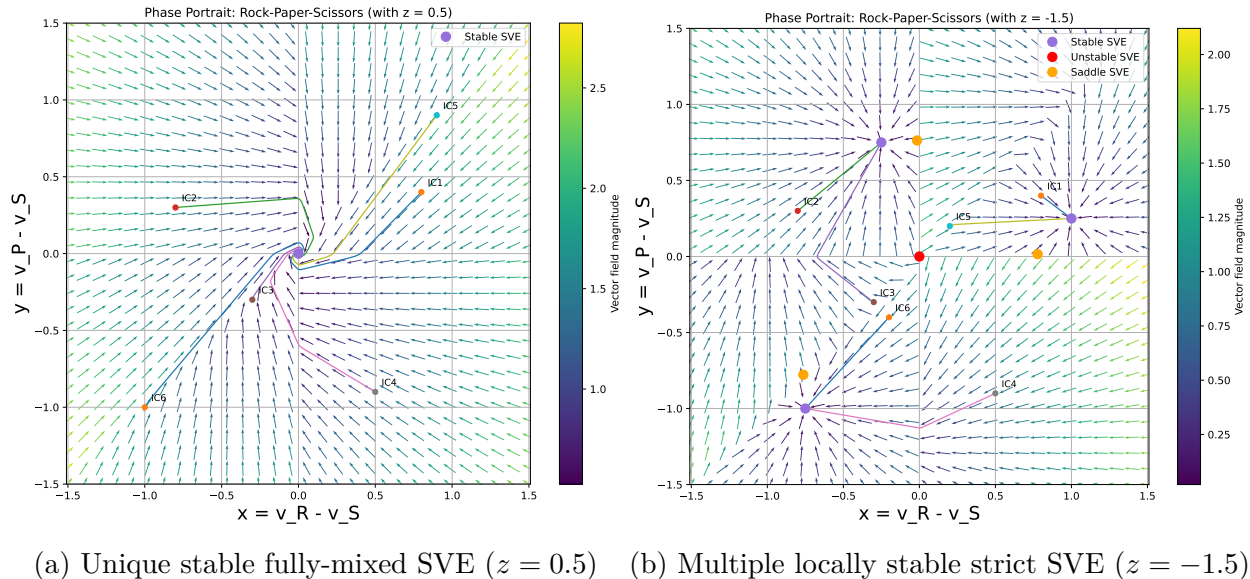 Phase Portrait: Rock-Paper-Scissors (with z = 0.5)
Stable SVE
IC5
IC1
IC2
IC3
IC4
IC6
1.5
1.0
0.5
0.0
−0.5
−1.0
−1.5
−1.5 −1.0 −0.5 0.0 0.5 1.0 1.5
x = v_R - v_S
y = v_P - v_S
2.5
2.0
1.5
1.0
Vector field magnitude
Phase Portrait: Rock-Paper-Scissors (with z = -1.5)
Stable SVE
Unstable SVE
Saddle SVE
IC1
IC2
IC5
IC3
IC6
IC4
1.5
1.0
0.5
0.0
−0.5
−1.0
−1.5
−1.5 −1.0 −0.5 0.0 0.5 1.0 1.5
x = v_R - v_S
y = v_P - v_S
2.00
1.75
1.50
1.25
1.00
0.75
0.50
0.25
Vector field magnitude
(a) Unique stable fully-mixed SVE (z = 0.5)
(b) Multiple locally stable strict SVE (z = −1.5)